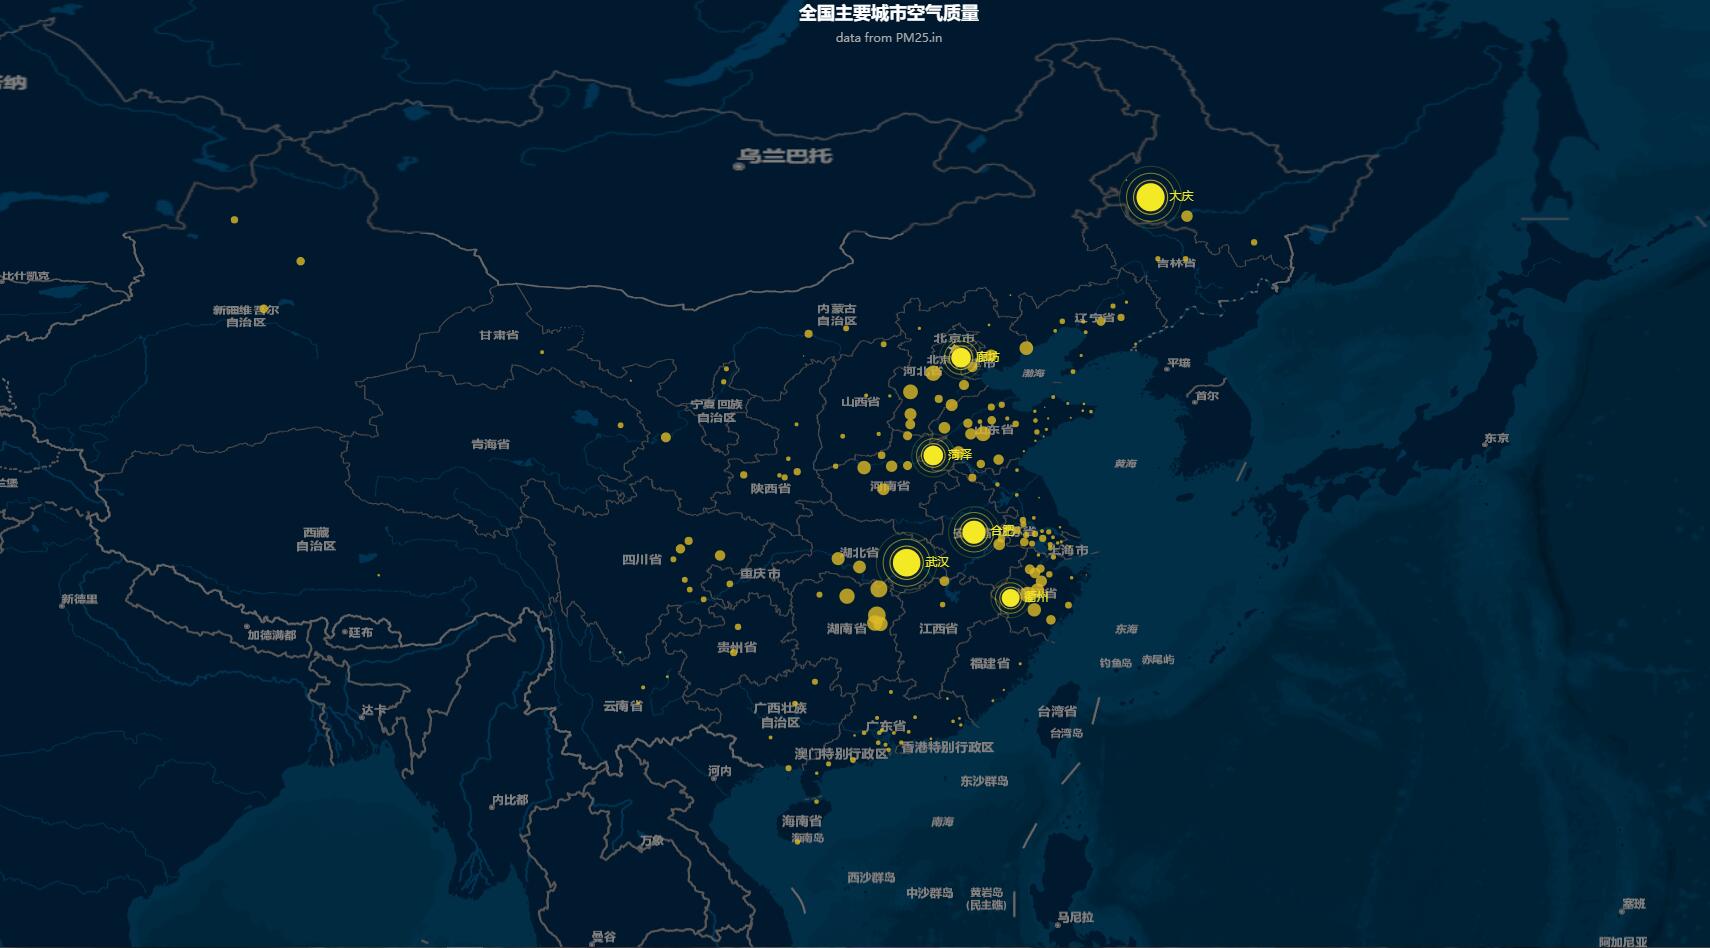 全国主要城市空气质量
data from PM25.in
乌兰巴托
大庆
比什凯克
吉林省
新疆维吾尔
自治区
内蒙古
自治区
辽宁省
甘肃省
北京市
廊坊
平壤
河北省
渤海
首尔
宁夏回族
自治区
山西省
山东省
青海省
东京
菏泽
黄海
陕西省
河南省
西藏
自治区
合肥
上海市
四川省
湖北省
武汉
重庆市
新德里
衢州
加德满都
廷布
湖南省
江西省
东海
贵州省
福建省
钓鱼岛
赤尾屿
云南省
广西壮族
自治区
达卡
台湾省
广东省
台湾岛
澳门特别行政区
香港特别行政区
河内
东沙群岛
内比都
海南省
南海
海南岛
万象
西沙群岛
中沙群岛
黄岩岛
(民主礁)
马尼拉
塞班
曼谷
阿加尼亚